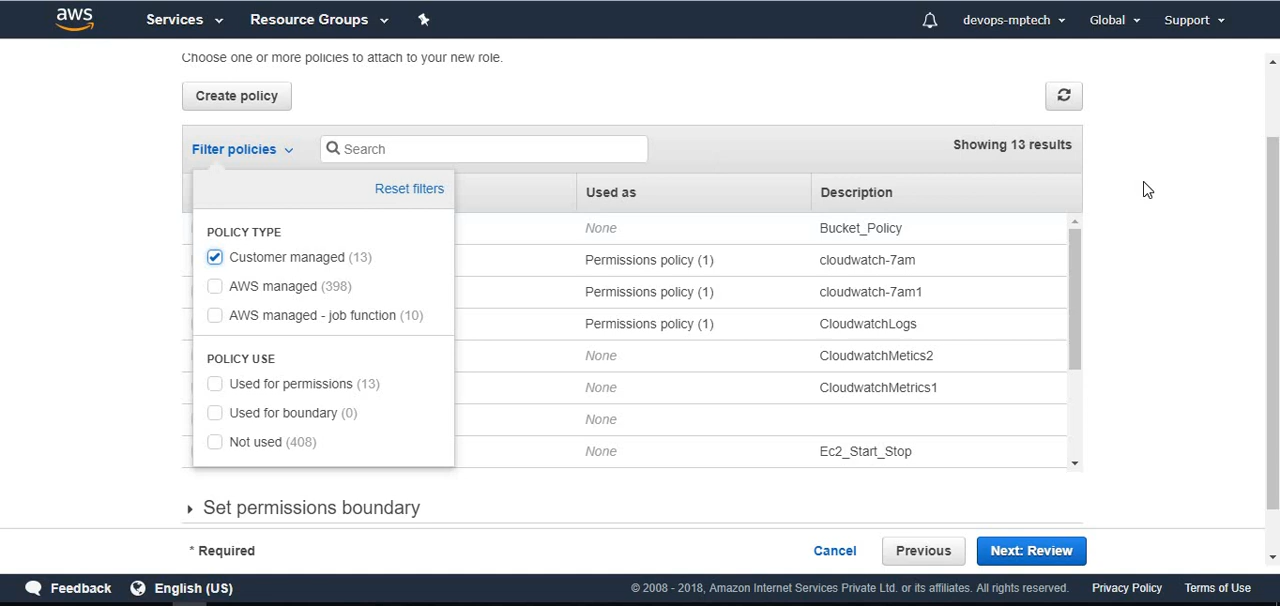 aws Services Resource Groups devops-mptech Global Support
Choose one or more policies to attach to your new role.
Create policy
Filter policies Search Showing 13 results
Reset filters Used as Description
POLICY TYPE
Customer managed (13)
AWS managed (398)
AWS managed - job function (10)
POLICY USE
Used for permissions (13)
Used for boundary (0)
Not used (408)
None Bucket_Policy
Permissions policy (1) cloudwatch-7am
Permissions policy (1) cloudwatch-7am1
Permissions policy (1) CloudwatchLogs
None CloudwatchMetics2
None CloudwatchMetrics1
None
None Ec2_Start_Stop
Set permissions boundary
* Required Cancel Previous Next: Review
Feedback English (US) © 2008 - 2018, Amazon Internet Services Private Ltd. or its affiliates. All rights reserved. Privacy Policy Terms of Use